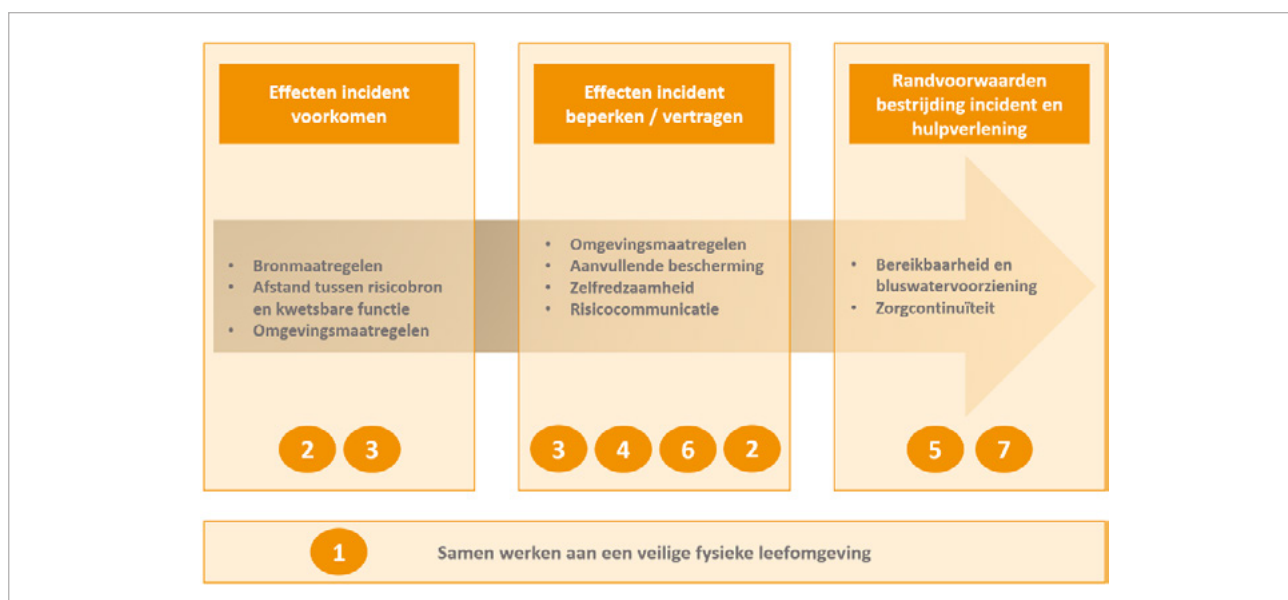 Effecten incident
voorkomen
• Bronmaatregelen
• Afstand tussen risicobron
en kwetsbare functie
• Omgevingsmaatregelen
2 3
Effecten incident
beperken / vertragen
• Omgevingsmaatregelen
• Aanvullende bescherming
• Zelfredzaamheid
• Risicocommunicatie
3 4 6 2
Randvoorwaarden
bestrijding incident en
hulpverlening
• Bereikbaarheid en
bluswatervoorziening
• Zorgcontinuïteit
5 7
1 Samen werken aan een veilige fysieke leefomgeving